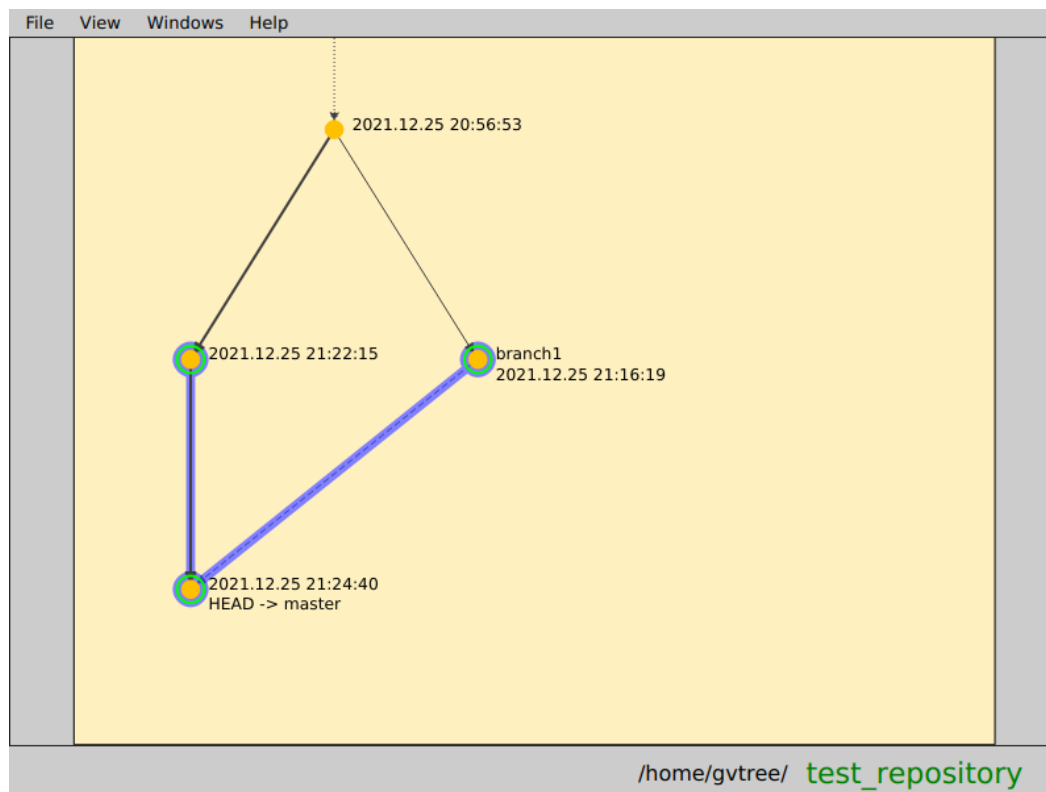 File View Windows Help
2021.12.25 20:56:53
2021.12.25 21:22:15
branch1
2021.12.25 21:16:19
2021.12.25 21:24:40
HEAD -> master
/home/gvtree/ test_repository